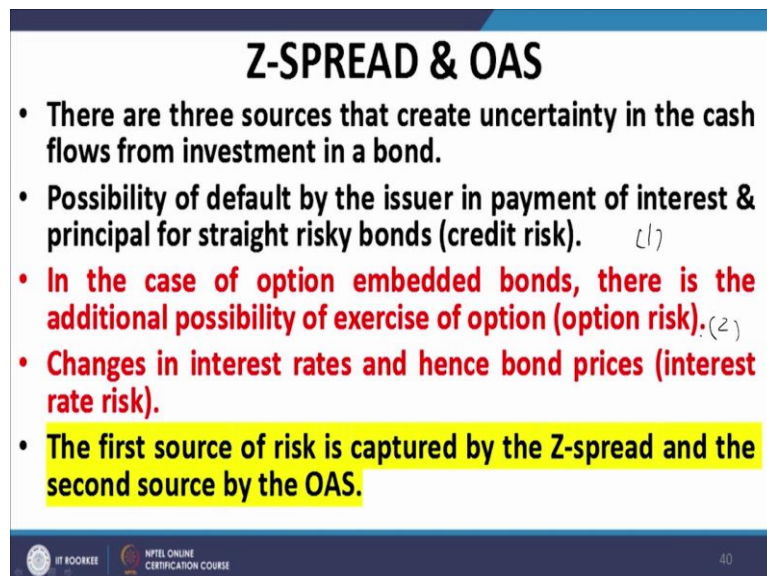 Z-SPREAD & OAS
• There are three sources that create uncertainty in the cash
flows from investment in a bond.
• Possibility of default by the issuer in payment of interest &
principal for straight risky bonds (credit risk). (1)
• In the case of option embedded bonds, there is the
additional possibility of exercise of option (option risk). (2)
• Changes in interest rates and hence bond prices (interest
rate risk).
• The first source of risk is captured by the Z-spread and the
second source by the OAS.
IIT ROORKEE
NPTEL ONLINE
CERTIFICATION COURSE
40